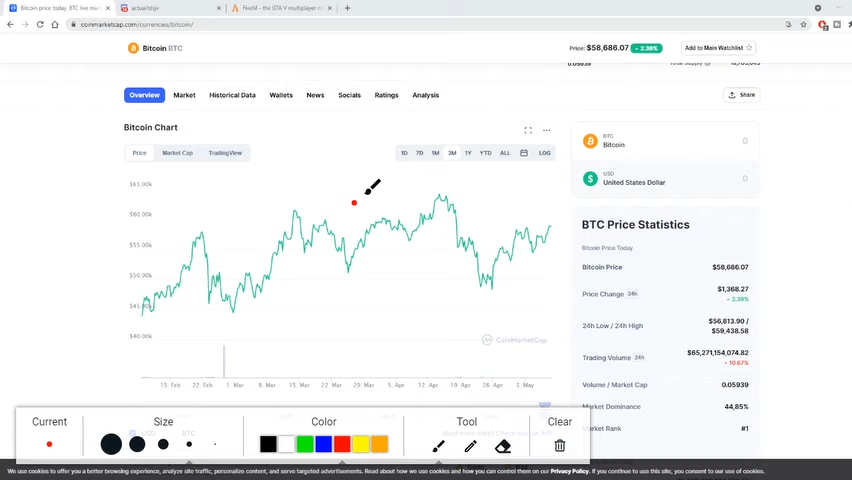 Bitcoin price today, BTC live mar
actuallstijv
FiveM - the GTA V multiplayer m
coinmarketcap.com/currencies/bitcoin/
Bitcoin BTC
Price: $58,686.07 2.39%
Add to Main Watchlist
0.05939
Total Supply
Overview
Market
Historical Data
Wallets
News
Socials
Ratings
Analysis
Share
Bitcoin Chart
Price
Market Cap
TradingView
1D 7D 1M 3M 1Y YTD ALL LOG
BTC
Bitcoin
0
USD
United States Dollar
0
$65.00k
$60.00k
$55.00k
$50.00k
$45.00k
$40.00k
CoinMarketCap
15. Feb 22. Feb 1. Mar 8. Mar 15. Mar 22. Mar 29. Mar 5. Apr 12. Apr 19. Apr 26. Apr 3. May
BTC Price Statistics
Bitcoin Price Today
Bitcoin Price $58,686.07
Price Change 24h $1,368.27
2.39%
24h Low / 24h High $56,813.90 /
$59,438.58
Trading Volume 24h $65,271,154,074.82
10.67%
Volume / Market Cap 0.05939
Market Dominance 44,85%
Market Rank #1
Current
Size
Color
Tool
Clear
We use cookies to offer you a better browsing experience, analyze site traffic, personalize content, and serve targeted advertisements. Read about how we use cookies and how you can control them on our Privacy Policy. If you continue to use this site, you consent to our use of cookies.